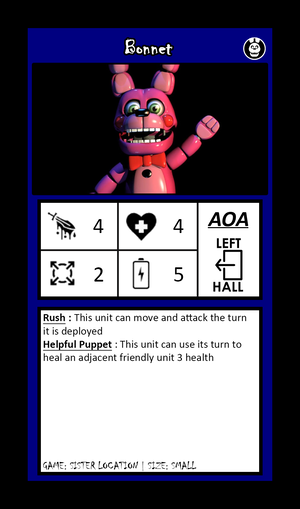 Bonnet
4
4
AOA
LEFT
2
5
HALL
Rush : This unit can move and attack the turn
it is deployed
Helpful Puppet : This unit can use its turn to
heal an adjacent friendly unit 3 health
GAME: SISTER LOCATION | SIZE: SMALL